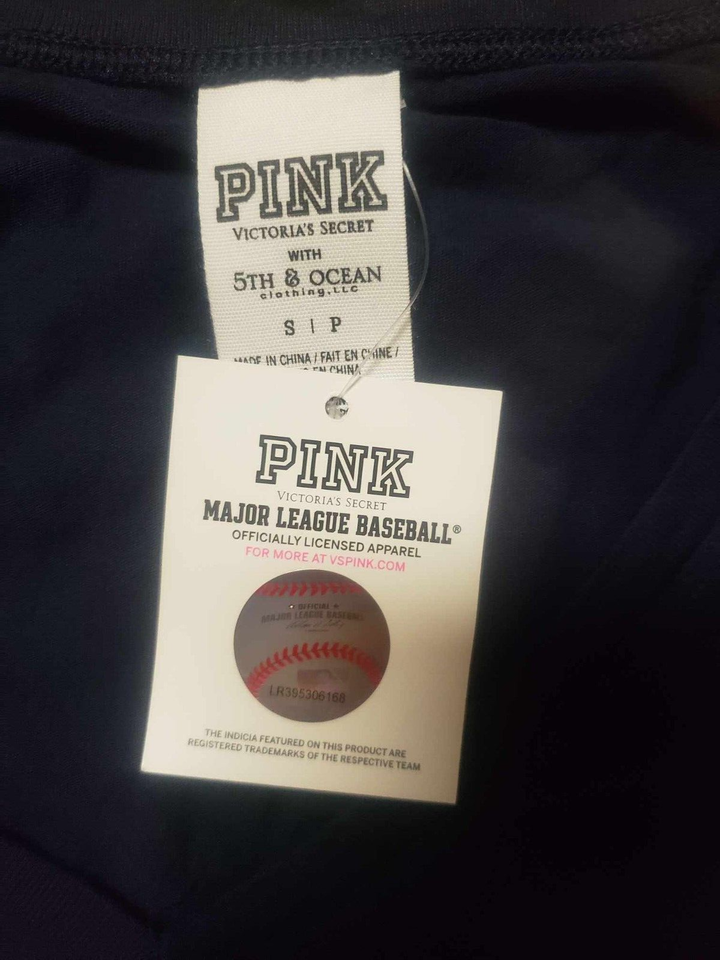 PINK
VICTORIA'S SECRET
WITH
5TH & OCEAN
clothing,LLC
S | P
MADE IN CHINA / FAIT EN CHINE /
EN CHINA
PINK
VICTORIA'S SECRET
MAJOR LEAGUE BASEBALL®
OFFICIALLY LICENSED APPAREL
FOR MORE AT VSPINK.COM
OFFICIAL
MAJOR LEAGUE BASEBALL
LR395306168
THE INDICIA FEATURED ON THIS PRODUCT ARE
REGISTERED TRADEMARKS OF THE RESPECTIVE TEAM